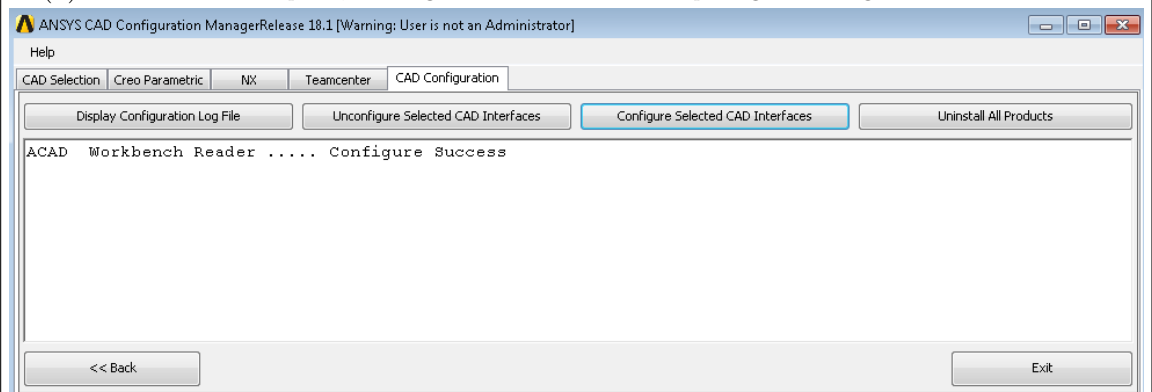 ANSYS CAD Configuration ManagerRelease 18.1 [Warning: User is not an Administrator]
Help
CAD Selection Creo Parametric NX Teamcenter CAD Configuration
Display Configuration Log File Unconfigure Selected CAD Interfaces Configure Selected CAD Interfaces Uninstall All Products
ACAD Workbench Reader ..... Configure Success
<< Back Exit